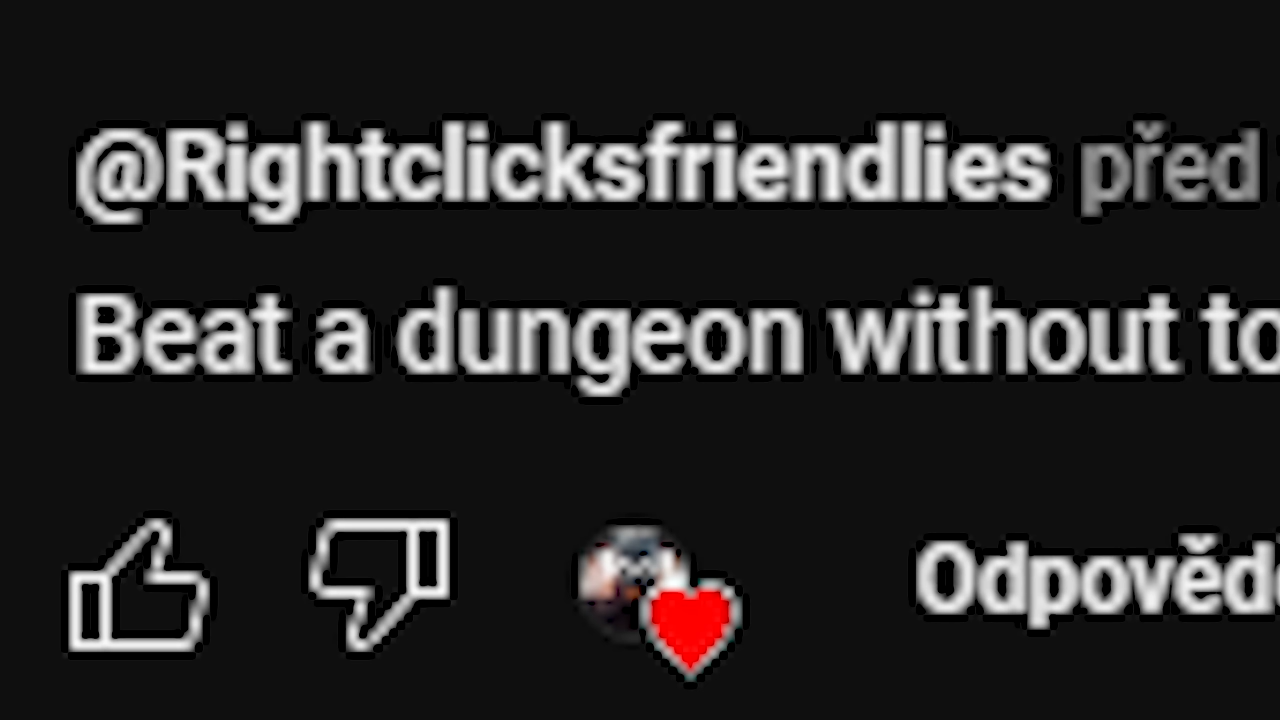 @Rightclicksfriendlies před
Beat a dungeon without to
Odpověd